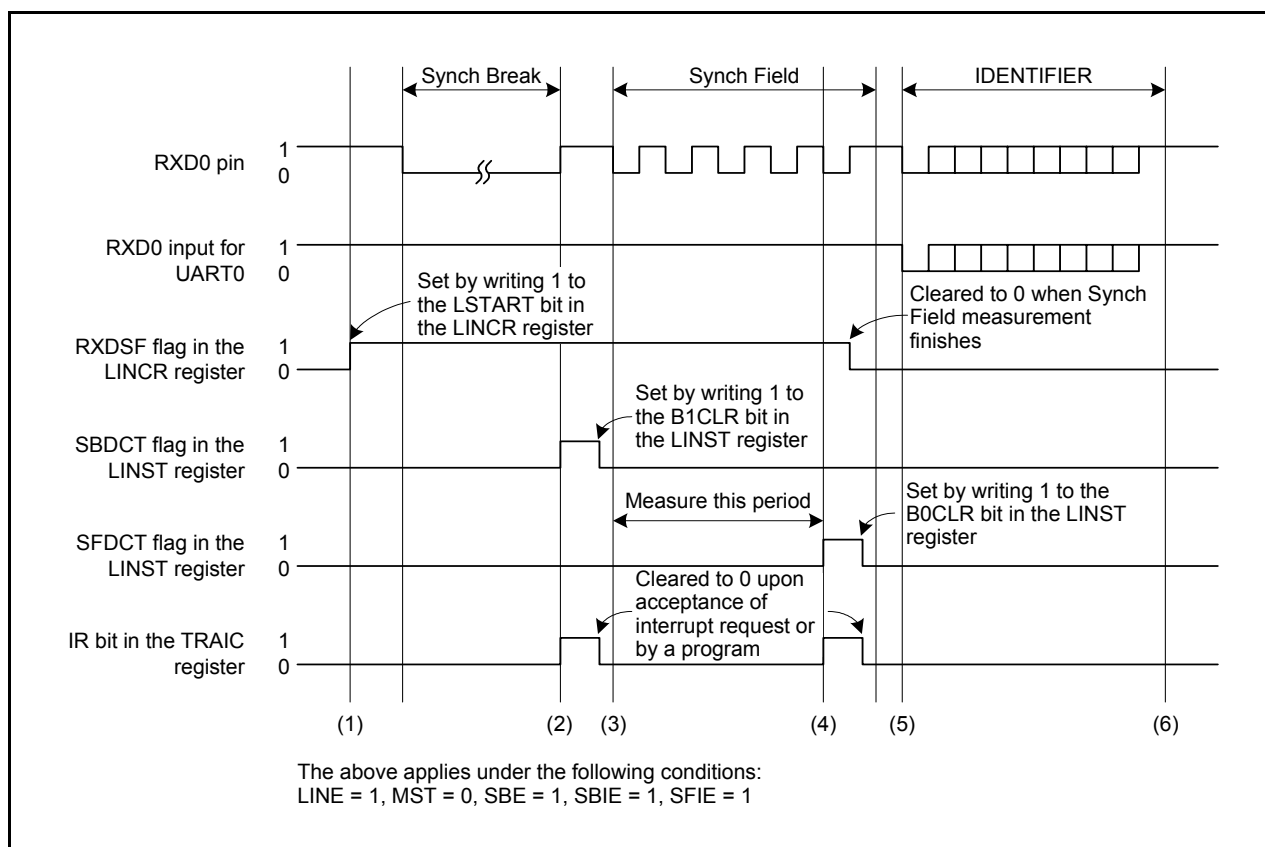 Synch Break
Synch Field
IDENTIFIER
RXD0 pin
1
0
RXD0 input for
UART0
1
0
Set by writing 1 to
the LSTART bit in
the LINCR register
Cleared to 0 when Synch
Field measurement
finishes
RXDSF flag in the
LINCR register
1
0
Set by writing 1 to
the B1CLR bit in
the LINST register
SBDCT flag in the
LINST register
1
0
Measure this period
Set by writing 1 to the
B0CLR bit in the LINST
register
SFDCT flag in the
LINST register
1
0
Cleared to 0 upon
acceptance of
interrupt request or
by a program
IR bit in the TRAIC
register
1
0
(1)
(2)
(3)
(4)
(5)
(6)
The above applies under the following conditions:
LINE = 1, MST = 0, SBE = 1, SBIE = 1, SFIE = 1